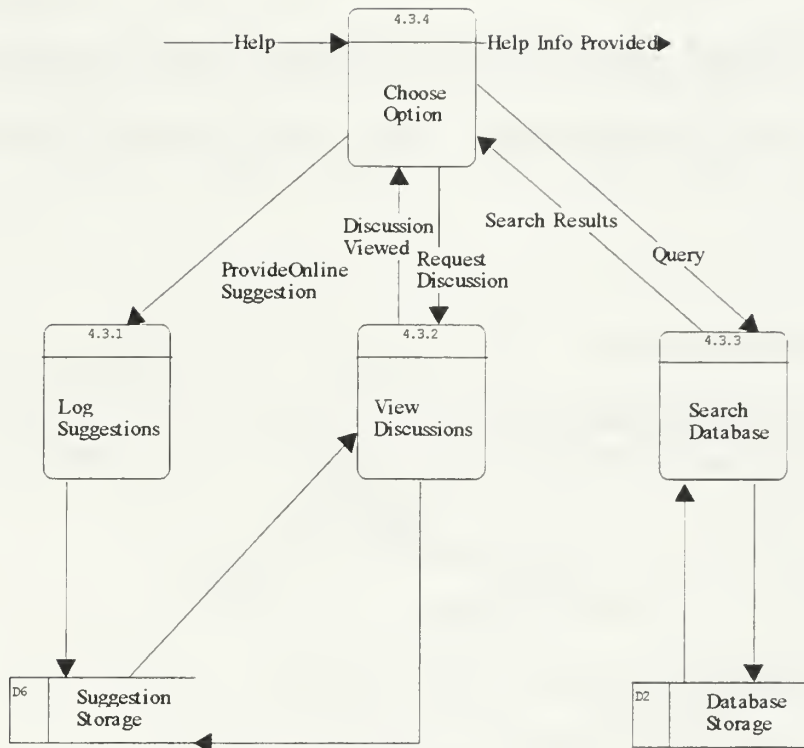 4.3.4
Help
Help Info Provided
Choose
Option
Discussion
Viewed
Search Results
Request
Discussion
Query
ProvideOnline
Suggestion
4.3.1
4.3.2
4.3.3
Log
Suggestions
View
Discussions
Search
Database
D6
Suggestion
Storage
D2
Database
Storage